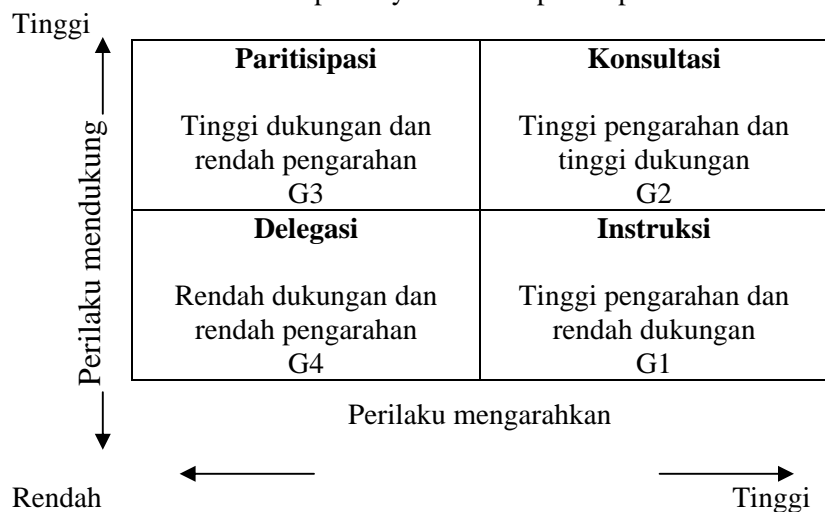 Tinggi
Paritisipasi
Tinggi dukungan dan
rendah pengarahan
G3
Konsultasi
Tinggi pengarahan dan
tinggi dukungan
G2
Perilaku mendukung
Delegasi
Rendah dukungan dan
rendah pengarahan
G4
Instruksi
Tinggi pengarahan dan
rendah dukungan
G1
Perilaku mengarahkan
Rendah
Tinggi